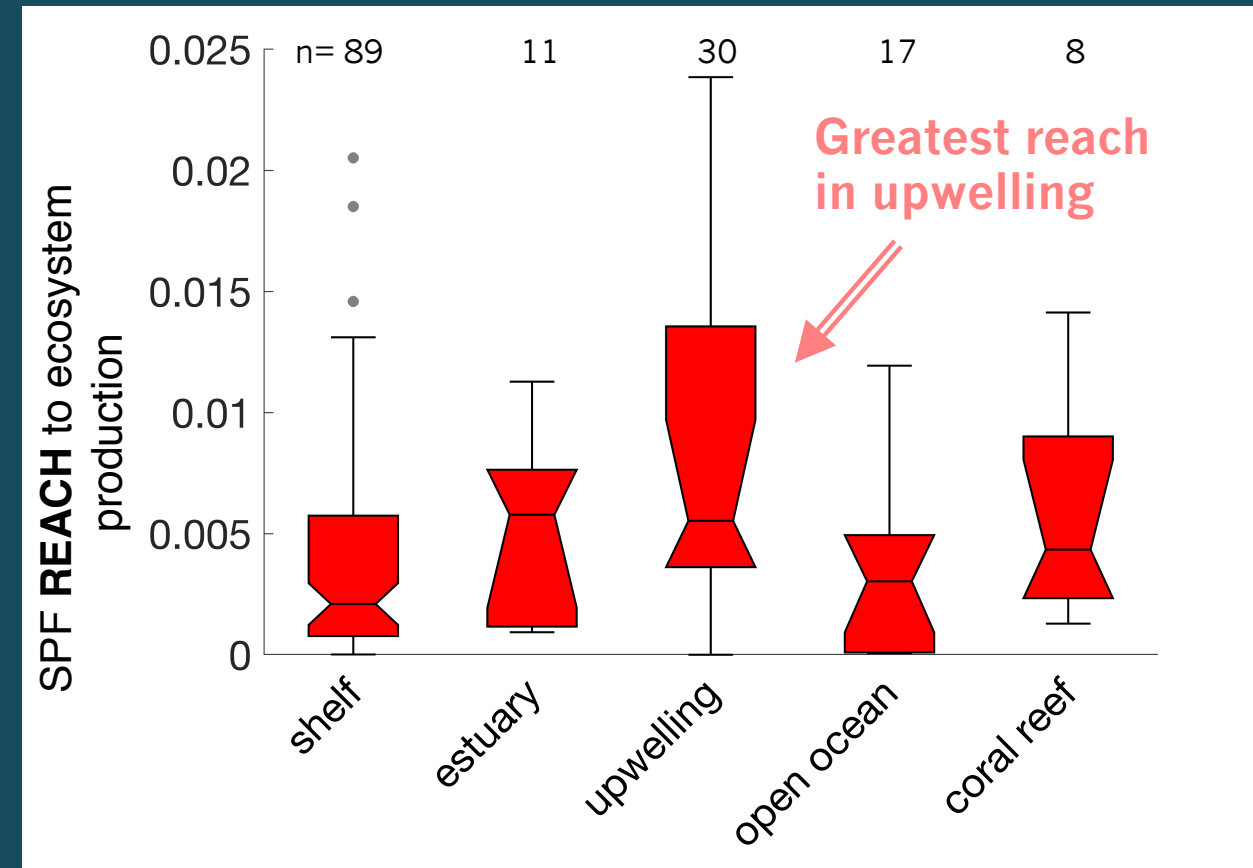 0.025
n= 89
11
30
17
8
Greatest reach
in upwelling
0.02
0.015
0.01
0.005
0
SPF REACH to ecosystem
production
shelf
estuary
upwelling
open ocean
coral reef